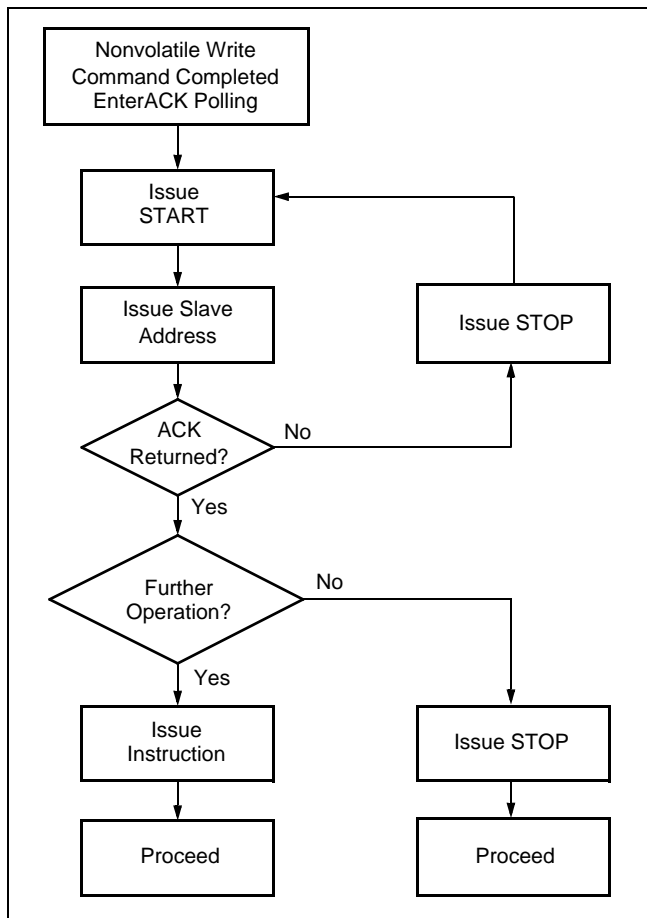 Nonvolatile Write
Command Completed
EnterACK Polling
Issue
START
Issue Slave
Address
Issue STOP
ACK
Returned?
No
Yes
Further
Operation?
No
Yes
Issue
Instruction
Issue STOP
Proceed
Proceed